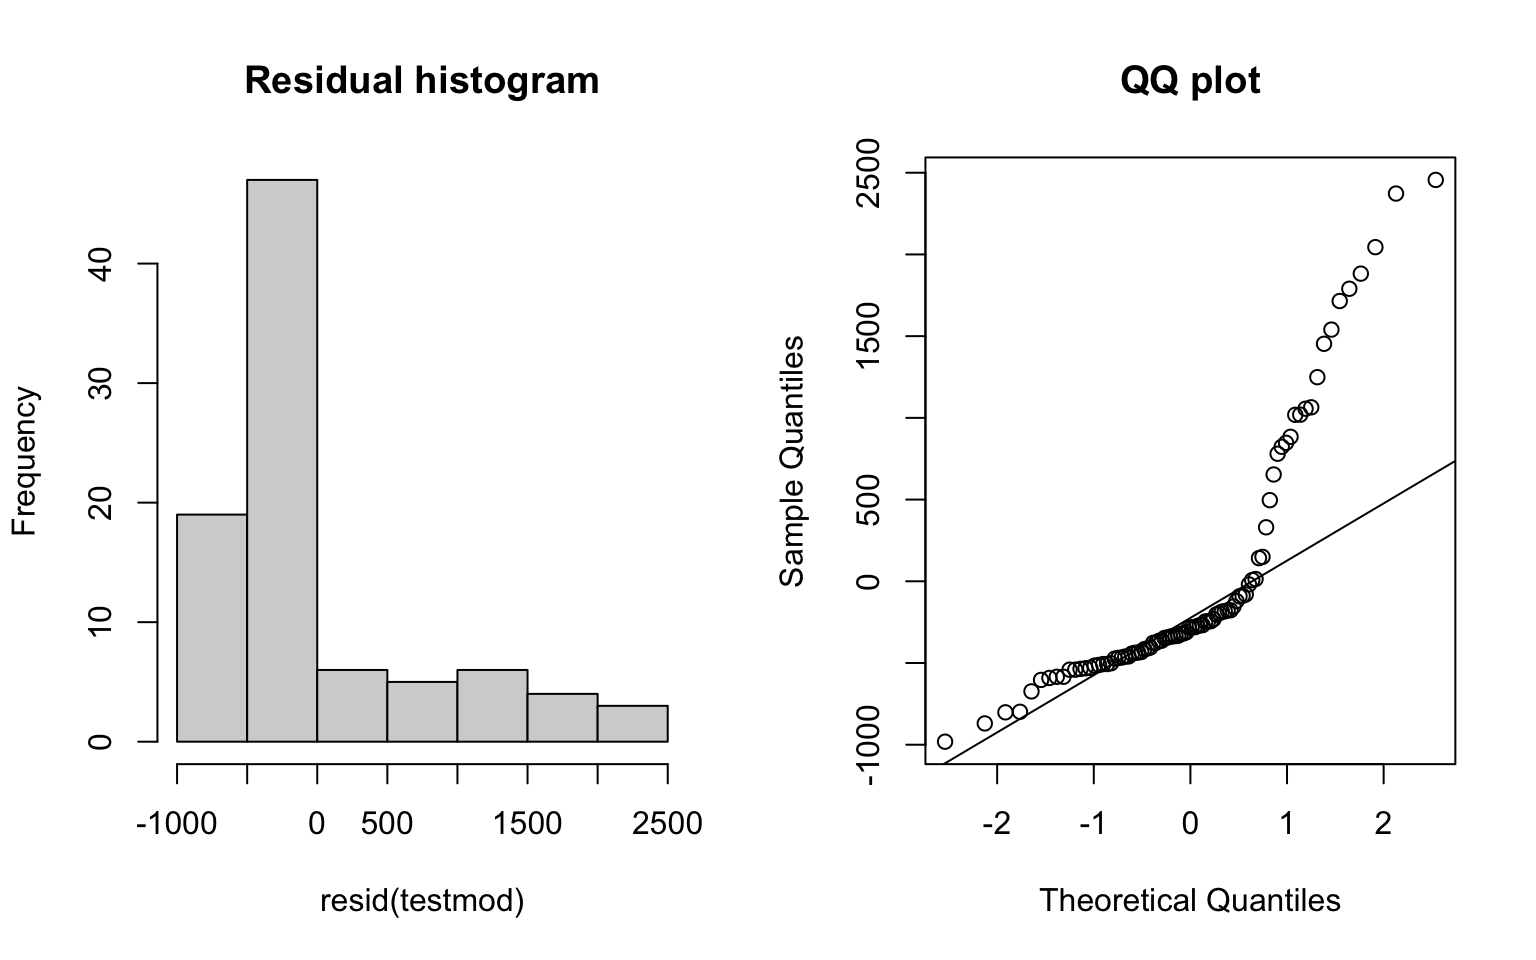 Residual histogram
Frequency
0
10
20
30
40
-1000 0 500 1500 2500
resid(testmod)
QQ plot
Sample Quantiles
-1000
0
500
1500
2500
-2 -1 0 1 2
Theoretical Quantiles